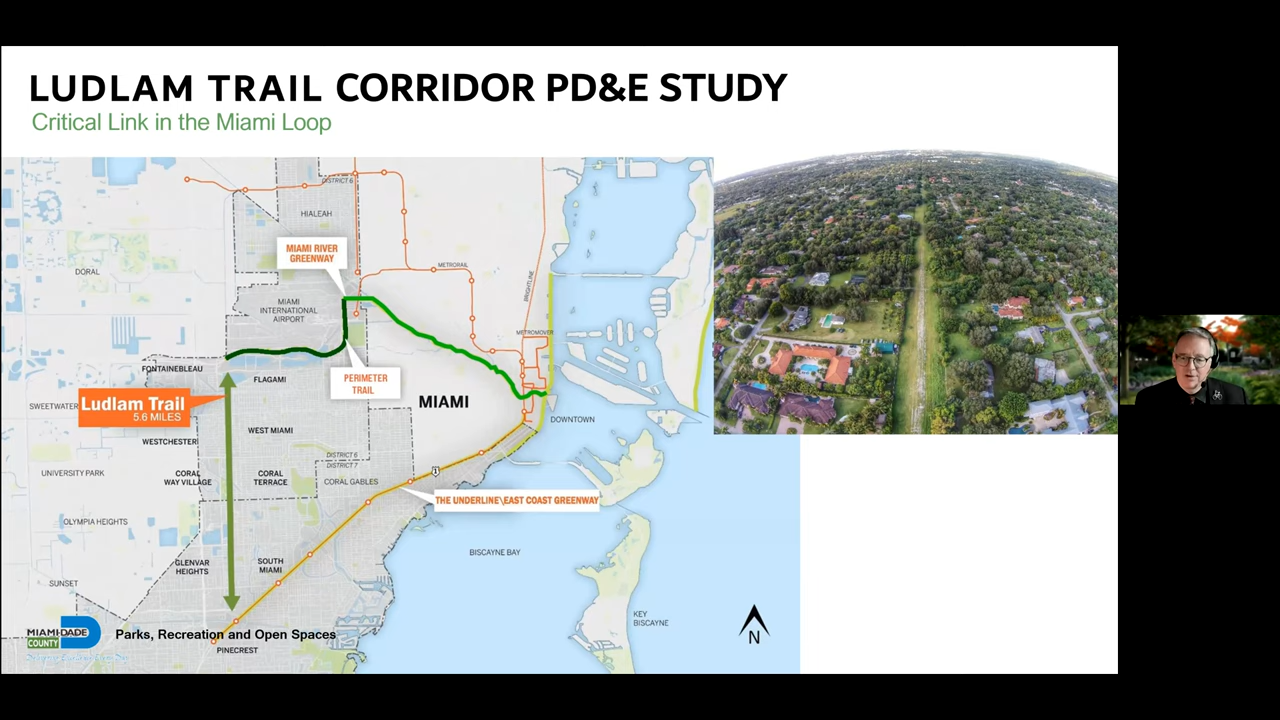 LUDLAM TRAIL CORRIDOR PD&E STUDY
Critical Link in the Miami Loop
DISTRICT 6
HIALEAH
MIAMI RIVER
GREENWAY
METRORAIL
DORAL
BRIGHTLINE
MIAMI
INTERNATIONAL
AIRPORT
METROMOVER
FONTAINEBLEAU
FLAGAMI
PERIMETER
TRAIL
Ludlam Trail
5.6 MILES
SWEETWATER
MIAMI
DOWNTOWN
WEST MIAMI
WESTCHESTER
DISTRICT 6
DISTRICT 7
UNIVERSITY PARK
CORAL
WAY VILLAGE
CORAL
TERRACE
CORAL GABLES
1
THE UNDERLINE\EAST COAST GREENWAY
OLYMPIA HEIGHTS
BISCAYNE BAY
GLENVAR
HEIGHTS
SOUTH
MIAMI
SUNSET
KEY
BISCAYNE
MIAMI-DADE
COUNTY
Parks, Recreation and Open Spaces
N
PINECREST